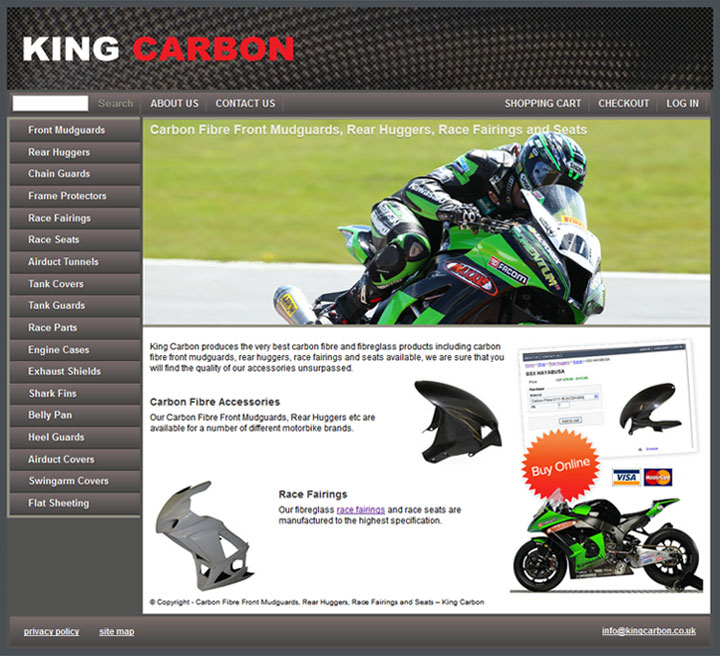 KING CARBON
Search
ABOUT US
CONTACT US
SHOPPING CART
CHECKOUT
LOG IN
Front Mudguards
Rear Huggers
Chain Guards
Frame Protectors
Race Fairings
Race Seats
Airduct Tunnels
Tank Covers
Tank Guards
Race Parts
Engine Cases
Exhaust Shields
Shark Fins
Belly Pan
Heel Guards
Airduct Covers
Swingarm Covers
Flat Sheeting
Carbon Fibre Front Mudguards, Rear Huggers, Race Fairings and Seats
Kawasaki
PIRELLI
FACOM
King Carbon produces the very best carbon fibre and fibreglass products including carbon
fibre front mudguards, rear huggers, race fairings and seats available, we are sure that you
will find the quality of our accessories unsurpassed.
Carbon Fibre Accessories
Our Carbon Fibre Front Mudguards, Rear Huggers etc are
available for a number of different motorbike brands.
Race Fairings
Our fibreglass race fairings and race seats are
manufactured to the highest specification.
GSX HAYABUSA
Add to cart
Buy Online
VISA
MasterCard
© Copyright - Carbon Fibre Front Mudguards, Rear Huggers, Race Fairings and Seats – King Carbon
privacy policy
site map
info@kingcarbon.co.uk